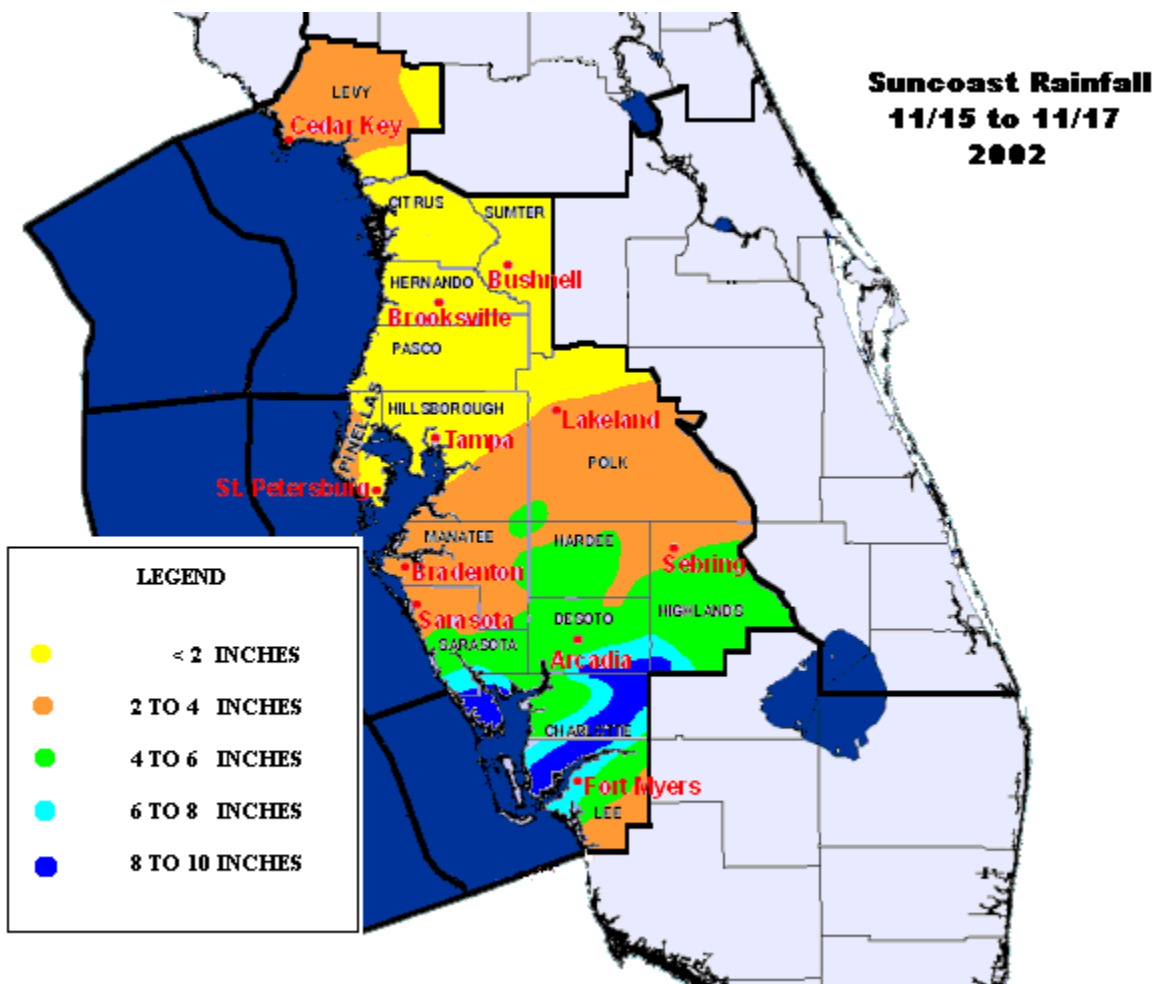 Suncoast Rainfall
11/15 to 11/17
2002
LEVY
Cedar Key
CITRUS
SUMTER
Bushnell
HERNANDO
Brooksville
PASCO
PINELLAS
HILLSBOROUGH
Tampa
Lakeland
POLK
St. Petersburg
MANATEE
HARDEE
Bradenton
Sebring
Sarasota
DESOTO
HIGHLANDS
SARASOTA
Arcadia
CHARLOTTE
Fort Myers
LEE
LEGEND
< 2 INCHES
2 TO 4 INCHES
4 TO 6 INCHES
6 TO 8 INCHES
8 TO 10 INCHES